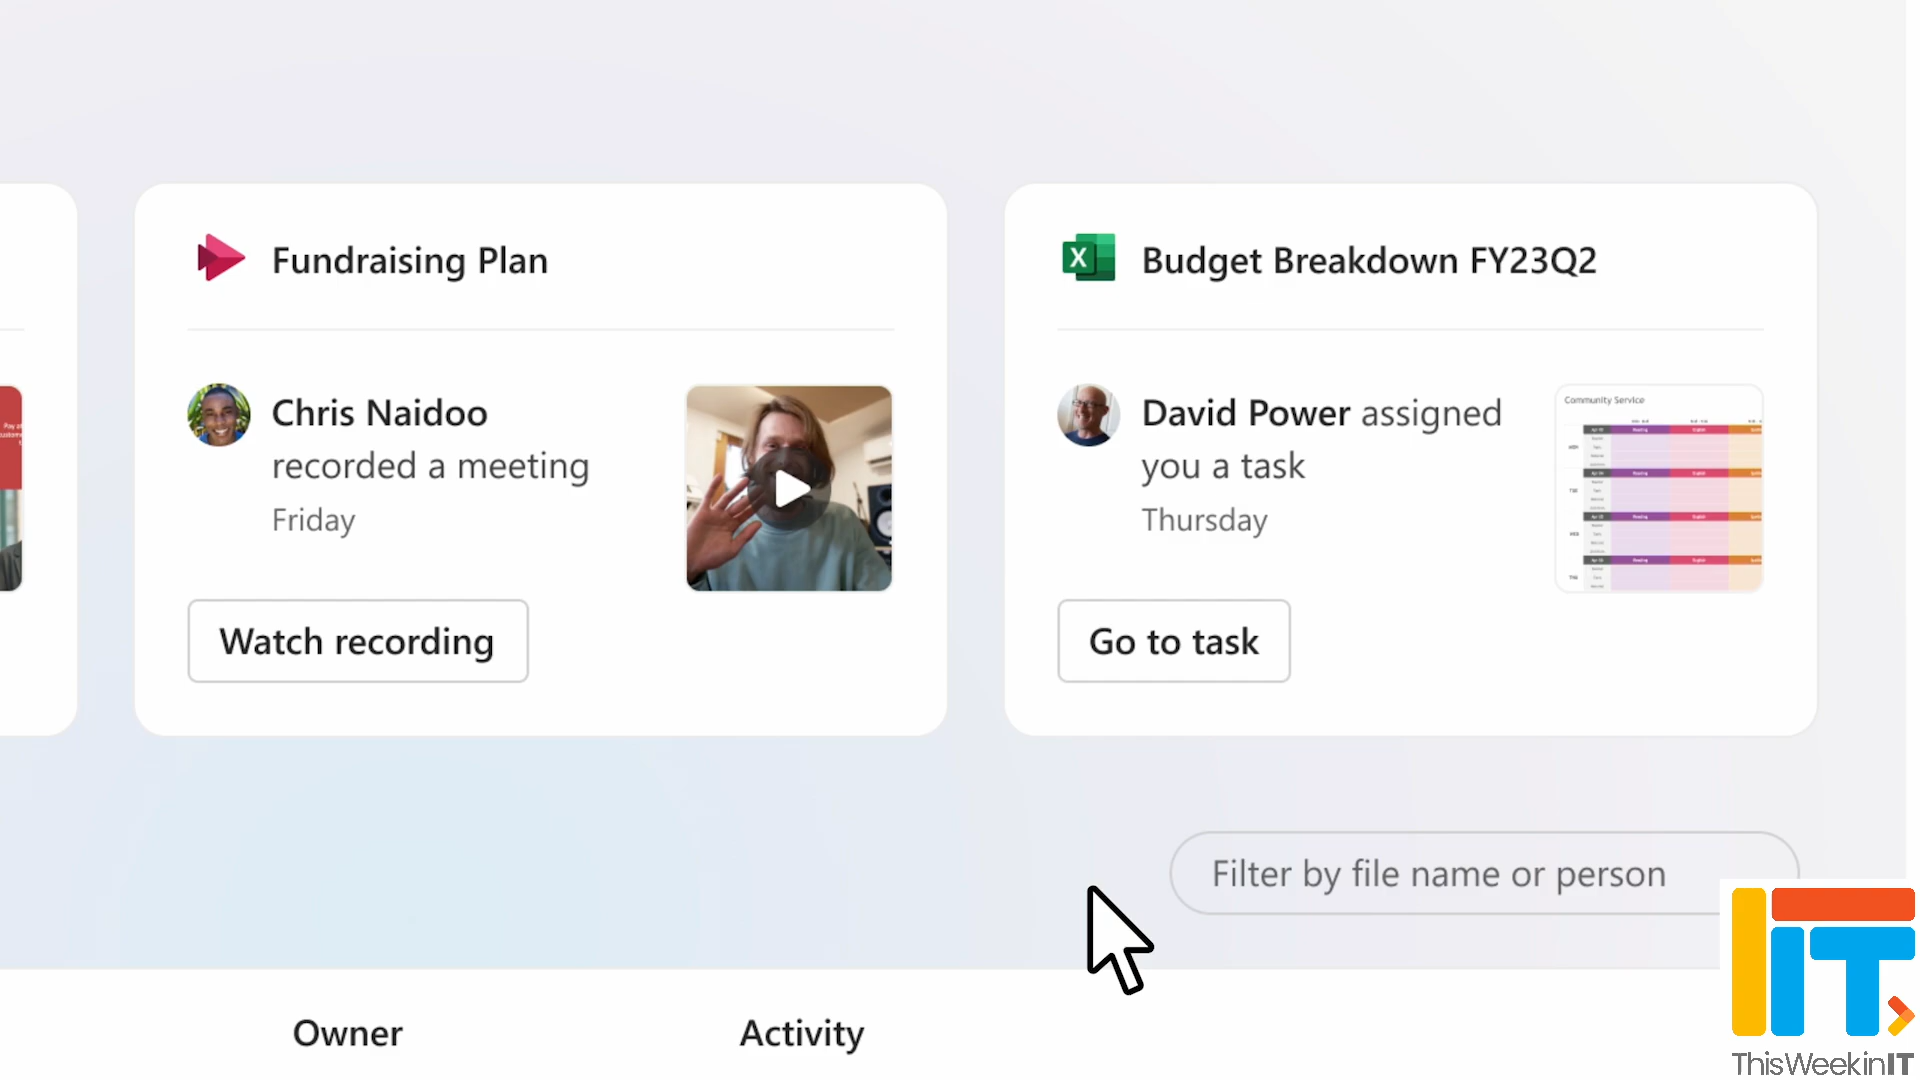 Fundraising Plan
Chris Naidoo
recorded a meeting
Friday
Watch recording
X
Budget Breakdown FY23Q2
David Power assigned
you a task
Thursday
Community Service
Go to task
Filter by file name or person
Owner
Activity
IT
ThisWeekinIT